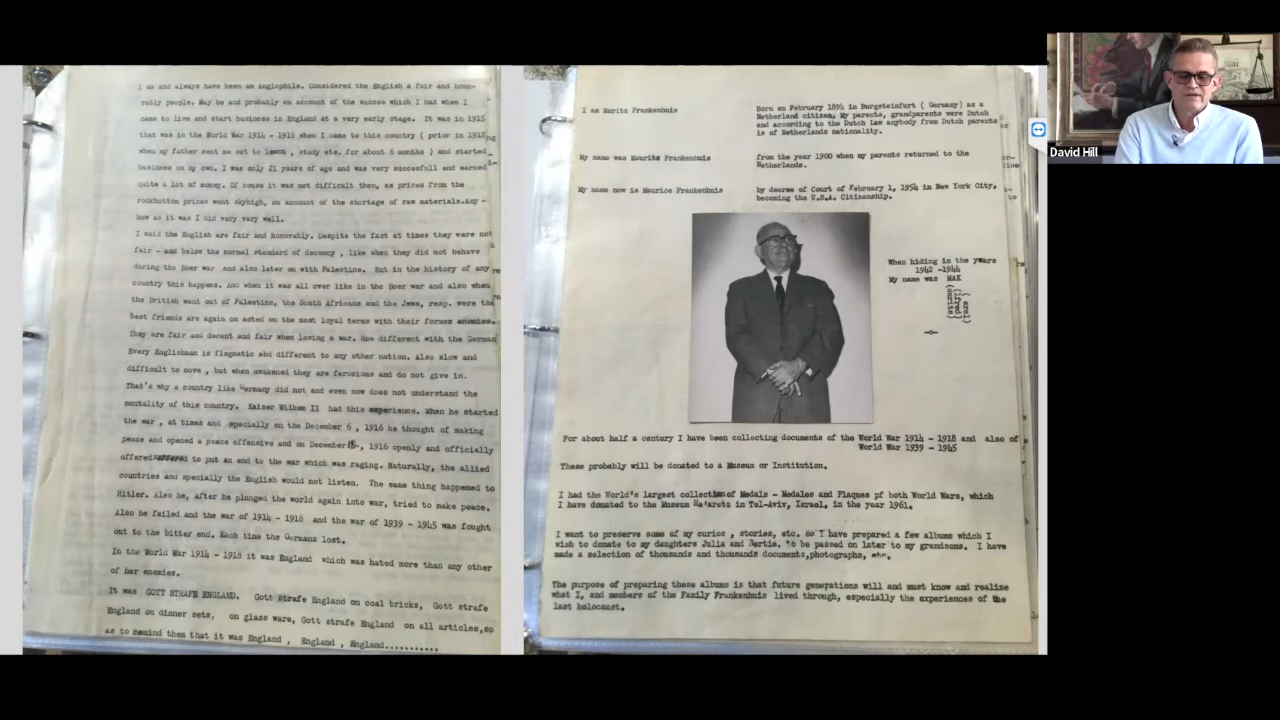 I am and always have been an Anglophile. Considered the English a fair and hono-
rably people. May be and probably on account of the succes which I had when I
came to live and start business in England at a very early stage. It was in 1915
that was in the World War 1914 - 1918 when I came to this country ( prior in 1912
when my father sent me out to learn , study etc. for about 6 months ) and started
business on my own. I was only 21 years of age and was very succesfull and earned
quite a lot of money. Of couse it was not difficult then, as prices from the
rockbottom prices went skyhigh, on account of the shortage of raw materials.Any -
how as it was I did very very well.
I said the English are fair and honorably. Despite the fact at times they were not
fair - and below the normal standard of decency , like when they did not behave
during the Boer war and also later on with Palestine. But in the history of any
country this happens. And when it was all over like in the Boer war and also when
the British went out of Palestine, the South Africans and the Jews, resp. were the
best friends are again on acted on the most loyal terms with their former enemies.
They are fair and decent and fair when losing a war. How different with the German
Every Englishman is flegmatic abd different to any other nation. Also slow and
difficult to move , but when awakened they are ferocious and do not give in.
That's why a country like Germany did not and even now does not understand the
mentality of this country. Kaiser Wilhem II had this experience. When he started
the war , at times and specially on the December 6 , 1916 he thought of making
peace and opened a peace offensive and on December , 1916 openly and officially
offered to put an end to the war which was raging. Naturally, the allied
countries and specially the English would not listen. The same thing happened to
Hitler. Also he, after he plunged the world again into war, tried to make peace.
Also he failed and the war of 1914 - 1918 and the war of 1939 - 1945 was fought
out to the bitter end. Each time the Germans lost.
In the World War 1914 - 1918 it was England which was hated more than any other
of her enemies.
It was GOTT STRAFE ENGLAND. Gott Strafe England on coal bricks, Gott strafe
England on dinner sets, on glass ware, Gott strafe England on all articles,so
as to remind them that it was England , England , England...........
I am Moritz Frankenhuis
Born on February 1894 in Burgsteinfurt ( Germany) as a
Netherland citizen. My parents, grandparents were Dutch
and according to the Dutch Law anybody from Dutch parents
is of Netherlands nationality.
My name was Maurits Frankenhuis
from the year 1900 when my parents returned to the
Netherlands.
My name now is Maurice Frankenhuis
by decree of Court of February 1, 1954 in New York City,
becoming the U.S.A. Citizenship.
When hiding in the years
1942 -1944
My name was MAK
(aurits)
(lfred)
(arel)
For about half a century I have been collecting documents of the World War 1914 - 1918 and also of
World War 1939 - 1945
These probably will be donated to a Museum or Institution.
I had the World's largest collection of Medals - Medales and Plaques pf both World Wars, which
I have donated to the Museum Ha'aretz in Tel-Aviv, Israel, in the year 1961.
I want to preserve some of my curios , stories, etc. so I have prepared a few albums which I
wish to donate to my daughters Julia and Bertie. to be passed on later to my grandsons. I have
made a selection of thousands and thousands documents,photographs, etc.
The purpose of preparing these albums is that future generations will and must know and realize
what I, and members of the Family Frankenhuis lived through, especially the experiences of the
last holocaust.
David Hill